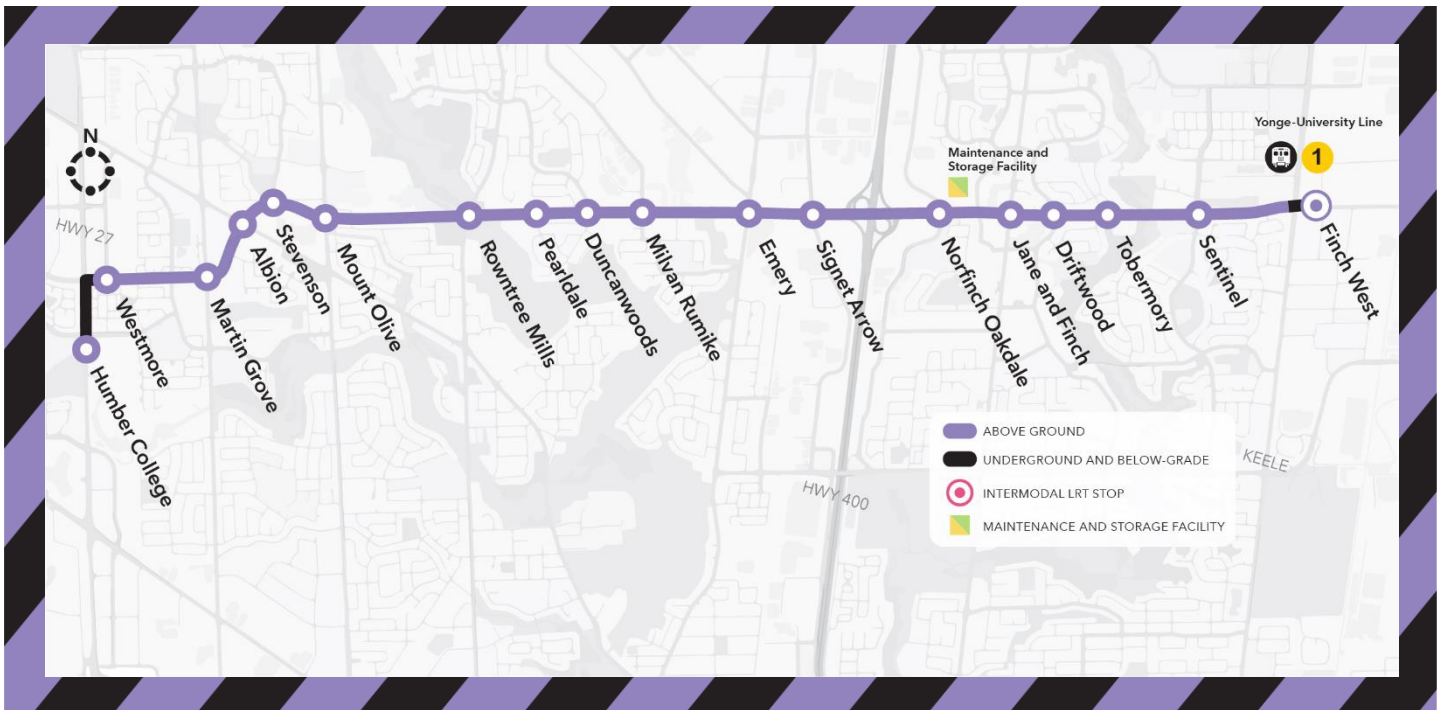 N
HWY 27
Humber College
Westmore
Martin Grove
Albion
Stevenson
Mount Olive
Rowntree Mills
Pearldale
Duncanwoods
Milvan Rumike
Emery
Signet Arrow
Maintenance and
Storage Facility
Norfinch Oakdale
Jane and Finch
Driftwood
Tobermory
Sentinel
Yonge-University Line
1
Finch West
HWY 400
KEELE
ABOVE GROUND
UNDERGROUND AND BELOW-GRADE
INTERMODAL LRT STOP
MAINTENANCE AND STORAGE FACILITY